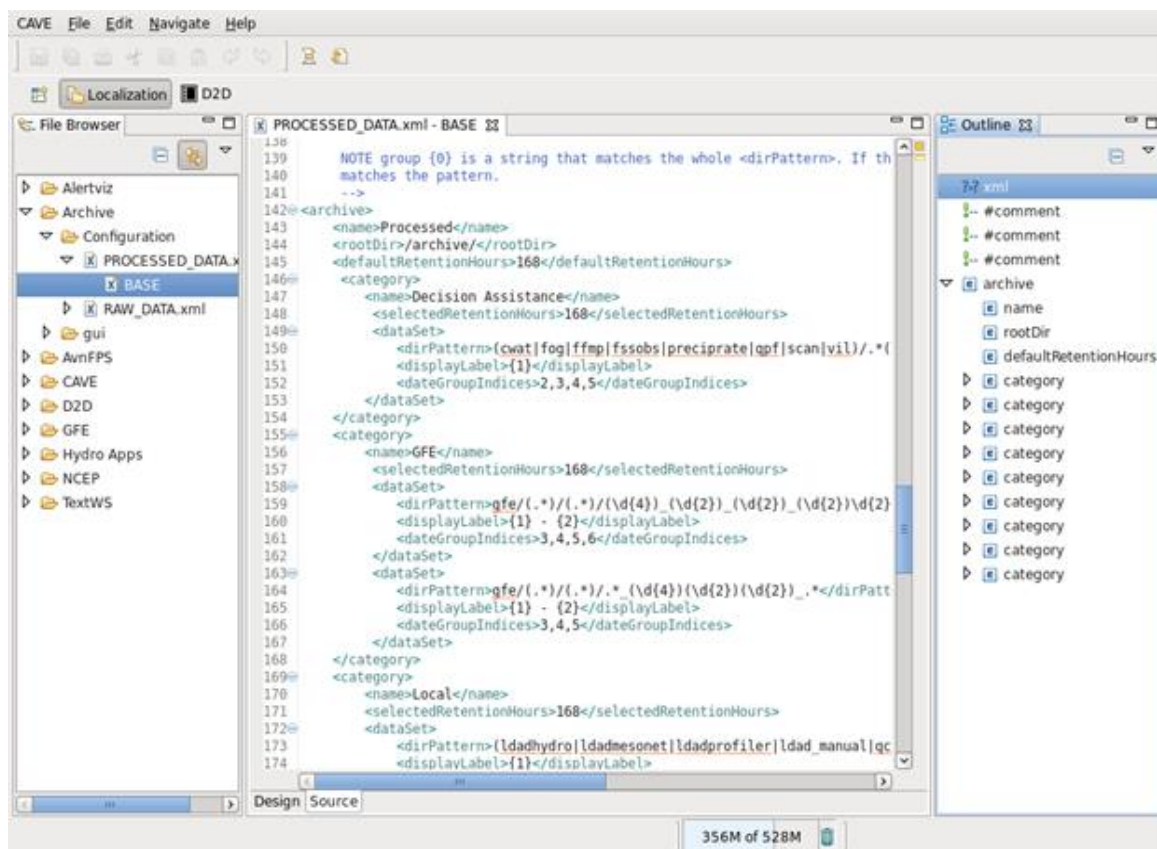 CAVE File Edit Navigate Help
Localization D2D
File Browser
Alertviz
Archive
Configuration
PROCESSED_DATA.x
BASE
RAW_DATA.xml
gui
AvnFPS
CAVE
D2D
GFE
Hydro Apps
NCEP
TextWS
PROCESSED_DATA.xml - BASE
138
139 NOTE group {0} is a string that matches the whole <dirPattern>. If th
140 matches the pattern.
141 -->
142 <archive>
143 <name>Processed</name>
144 <rootDir>/archive/</rootDir>
145 <defaultRetentionHours>168</defaultRetentionHours>
146 <category>
147 <name>Decision Assistance</name>
148 <selectedRetentionHours>168</selectedRetentionHours>
149 <dataSet>
150 <dirPattern>(cwat|fog|ffmp|fssobs|preciprate|qpf|scan|vil)/.*(
151 <displayLabel>{1}</displayLabel>
152 <dateGroupIndices>2,3,4,5</dateGroupIndices>
153 </dataSet>
154 </category>
155 <category>
156 <name>GFE</name>
157 <selectedRetentionHours>168</selectedRetentionHours>
158 <dataSet>
159 <dirPattern>gfe/(.*)/(.*)/(\d{4})_(\d{2})_(\d{2})_(\d{2})\d{2}
160 <displayLabel>{1} - {2}</displayLabel>
161 <dateGroupIndices>3,4,5,6</dateGroupIndices>
162 </dataSet>
163 <dataSet>
164 <dirPattern>gfe/(.*)/(.*)/.*_(\d{4})(\d{2})(\d{2})_.*</dirPatt
165 <displayLabel>{1} - {2}</displayLabel>
166 <dateGroupIndices>3,4,5</dateGroupIndices>
167 </dataSet>
168 </category>
169 <category>
170 <name>Local</name>
171 <selectedRetentionHours>168</selectedRetentionHours>
172 <dataSet>
173 <dirPattern>(ldadhydro|ldadmesonet|ldadprofiler|ldad_manual|qc
174 <displayLabel>{1}</displayLabel>
Design Source
Outline
?-? xml
#comment
#comment
#comment
archive
name
rootDir
defaultRetentionHours
category
category
category
category
category
category
category
category
category
356M of 528M